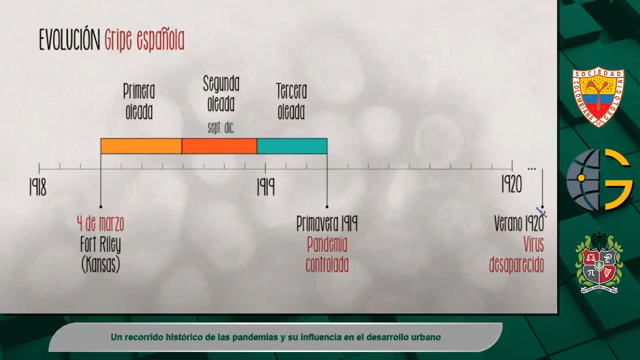 EVOLUCIÓN Gripe española
Primera
oleada
Segunda
oleada
sept. dic.
Tercera
oleada
1918
1919
1920
...
4 de marzo
Fort Riley
(Kansas)
Primavera 1919
Pandemia
controlada
Verano 1920
Virus
desaparecido
SOCIEDAD
COLOMBIANA
Un recorrido histórico de las pandemias y su influencia en el desarrollo urbano